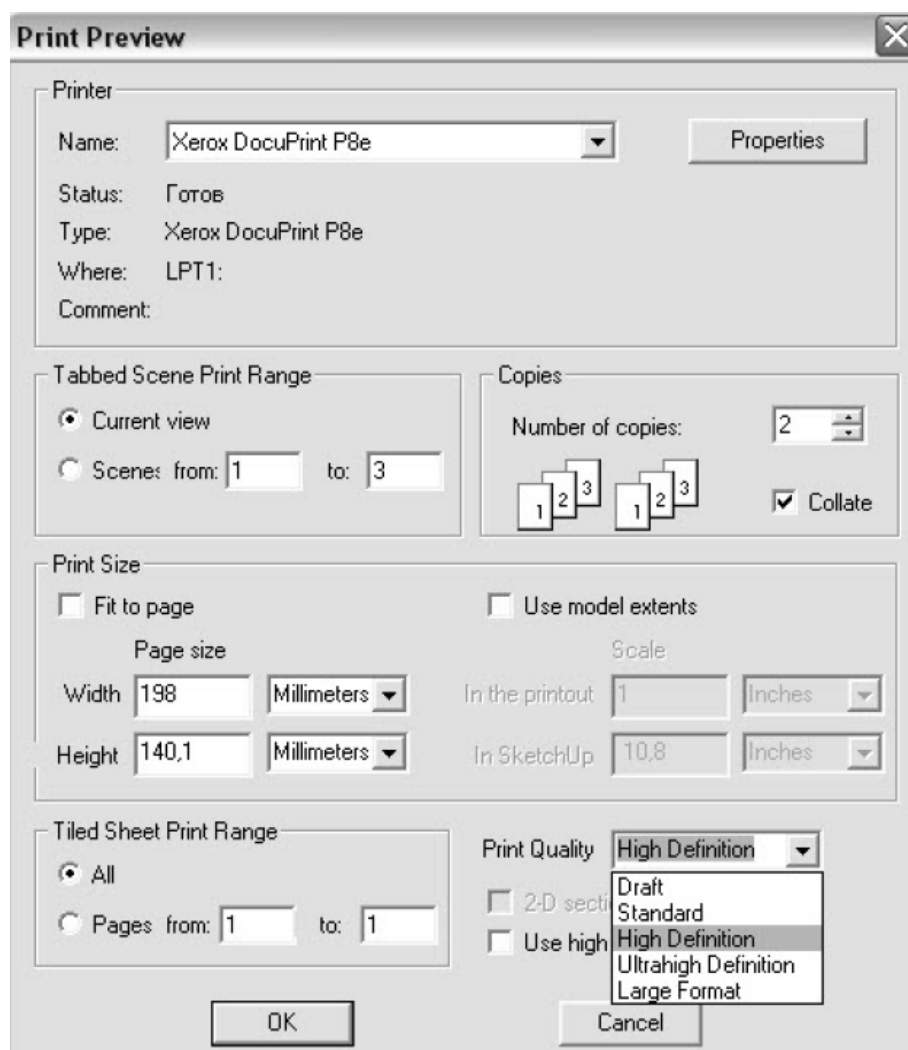 Print Preview
Printer
Name: Xerox DocuPrint P8e Properties
Status: Готов
Type: Xerox DocuPrint P8e
Where: LPT1:
Comment:
Tabbed Scene Print Range
Current view
Scenes from: 1 to: 3
Copies
Number of copies: 2
1 2 3 1 2 3
Collate
Print Size
Fit to page Use model extents
Page size Scale
Width 198 Millimeters In the printout 1 Inches
Height 140,1 Millimeters In SketchUp 10,8 Inches
Tiled Sheet Print Range
All
Pages from: 1 to: 1
Print Quality High Definition
Draft
2-D secti
Standard
High Definition
Use high
Ultrahigh Definition
Large Format
OK Cancel